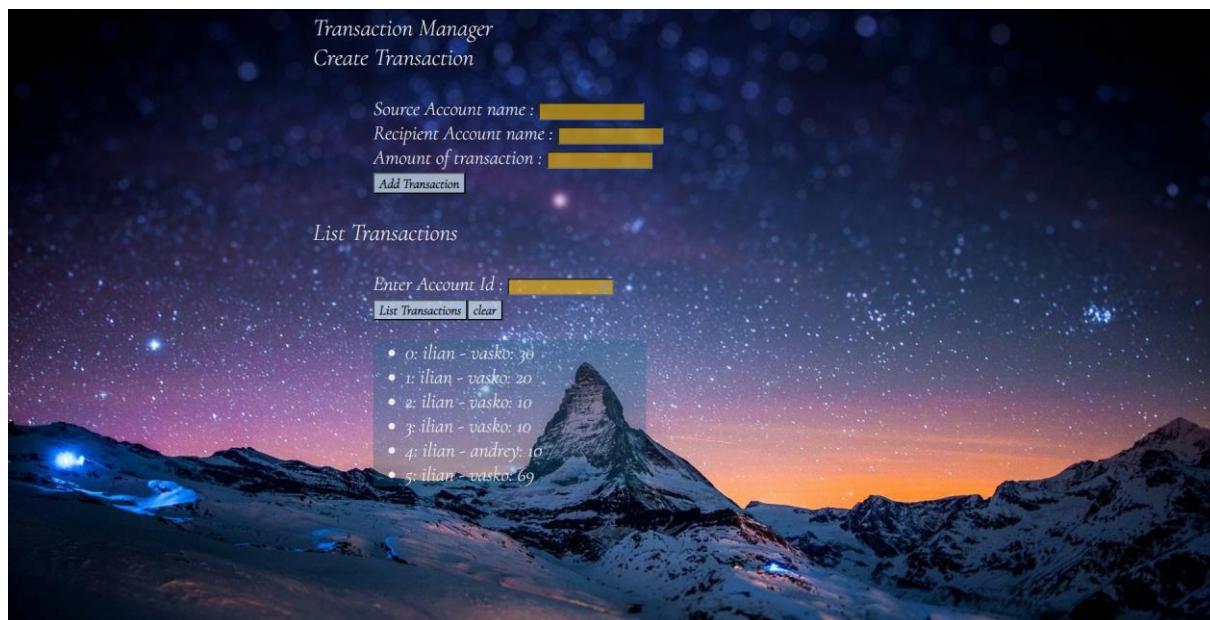 Transaction Manager
Create Transaction
Source Account name :
Recipient Account name :
Amount of transaction :
Add Transaction
List Transactions
Enter Account Id :
List Transactions clear
0: ilian - vasko: 30
1: ilian - vasko: 20
2: ilian - vasko: 10
3: ilian - vasko: 10
4: ilian - andrey: 10
5: ilian - vasko: 69